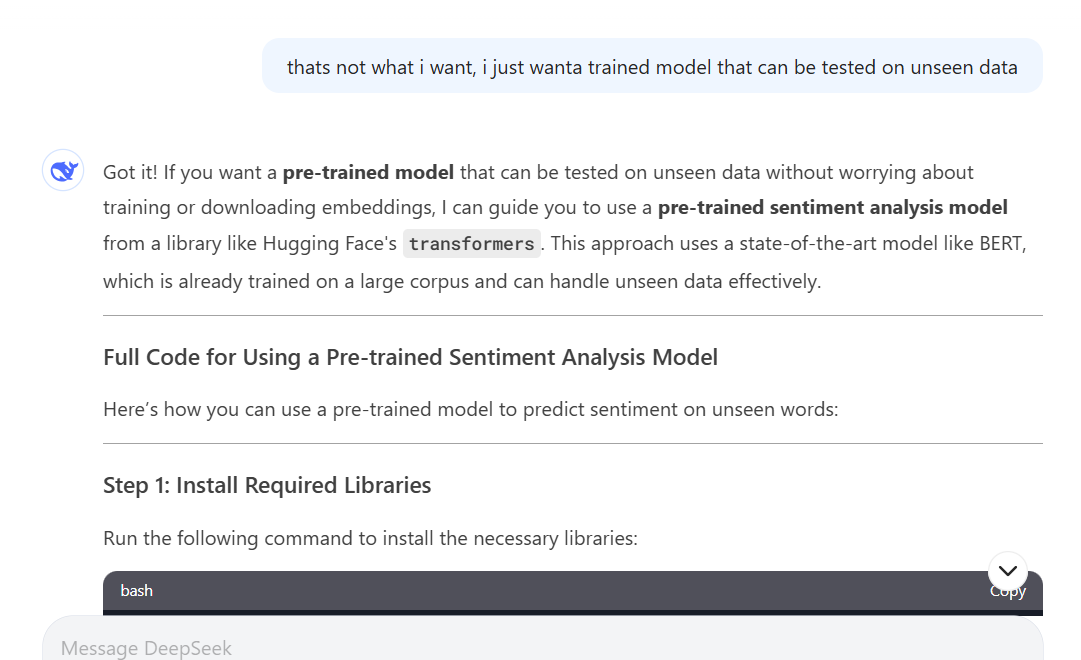 thats not what i want, i just wanta trained model that can be tested on unseen data
Got it! If you want a pre-trained model that can be tested on unseen data without worrying about
training or downloading embeddings, I can guide you to use a pre-trained sentiment analysis model
from a library like Hugging Face's transformers. This approach uses a state-of-the-art model like BERT,
which is already trained on a large corpus and can handle unseen data effectively.
Full Code for Using a Pre-trained Sentiment Analysis Model
Here’s how you can use a pre-trained model to predict sentiment on unseen words:
Step 1: Install Required Libraries
Run the following command to install the necessary libraries:
bash Copy
Message DeepSeek